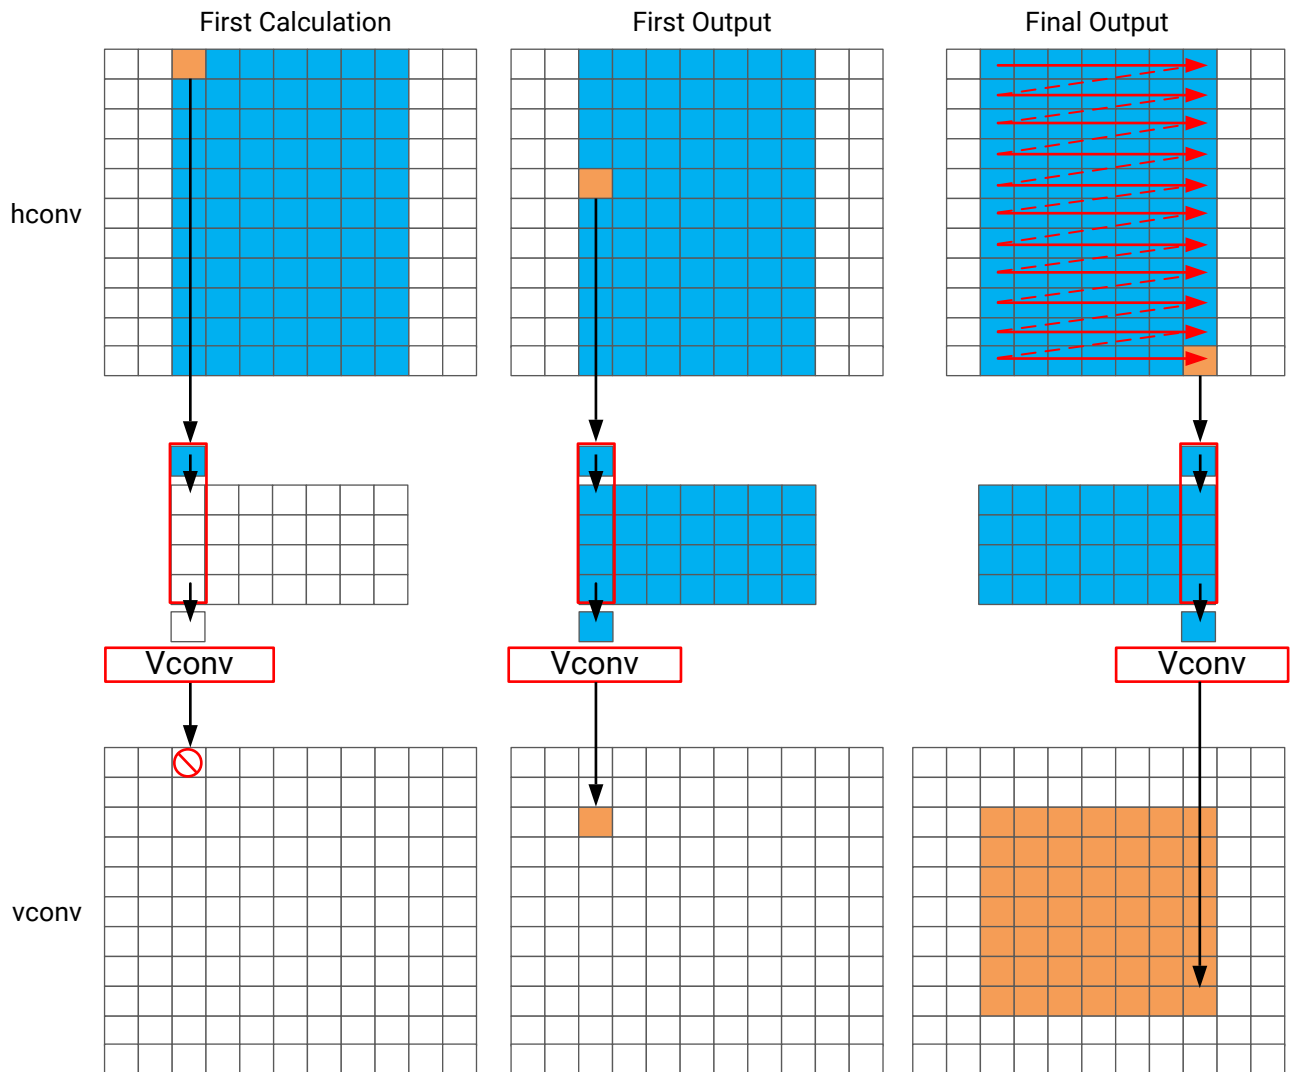 First Calculation
First Output
Final Output
hconv
Vconv
Vconv
Vconv
vconv